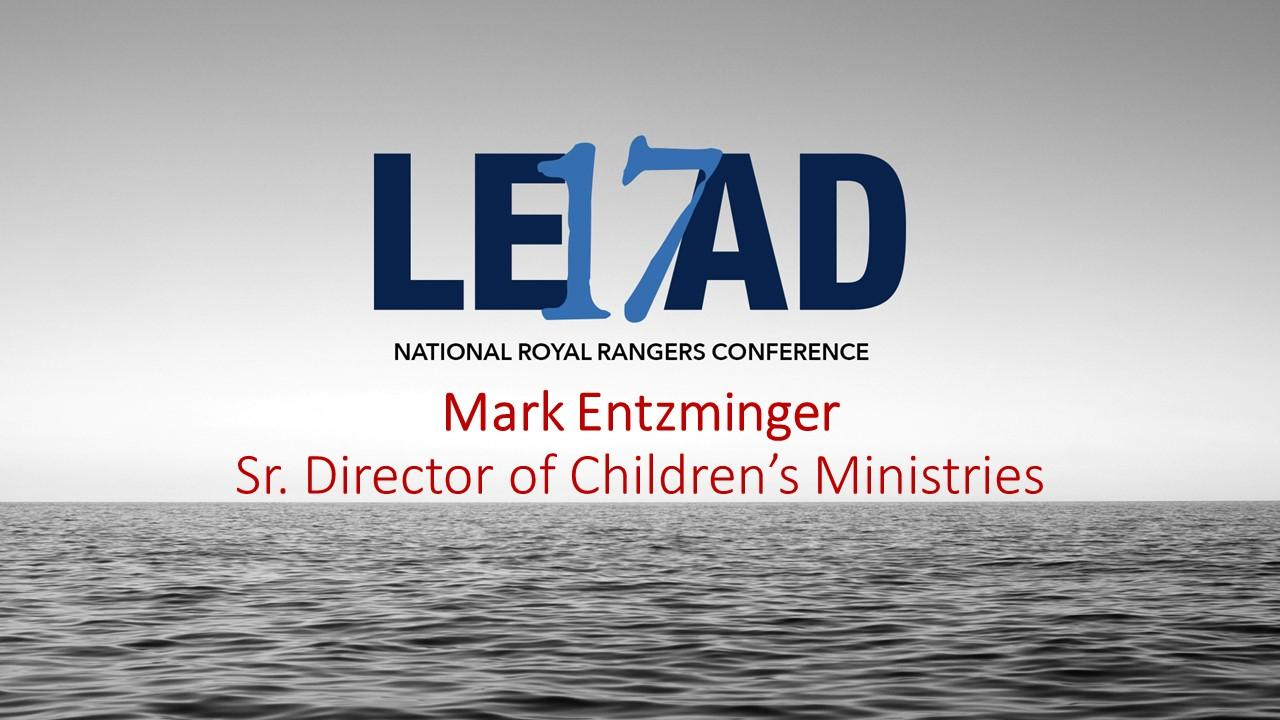 LE17AD
NATIONAL ROYAL RANGERS CONFERENCE
Mark Entzminger
Sr. Director of Children’s Ministries